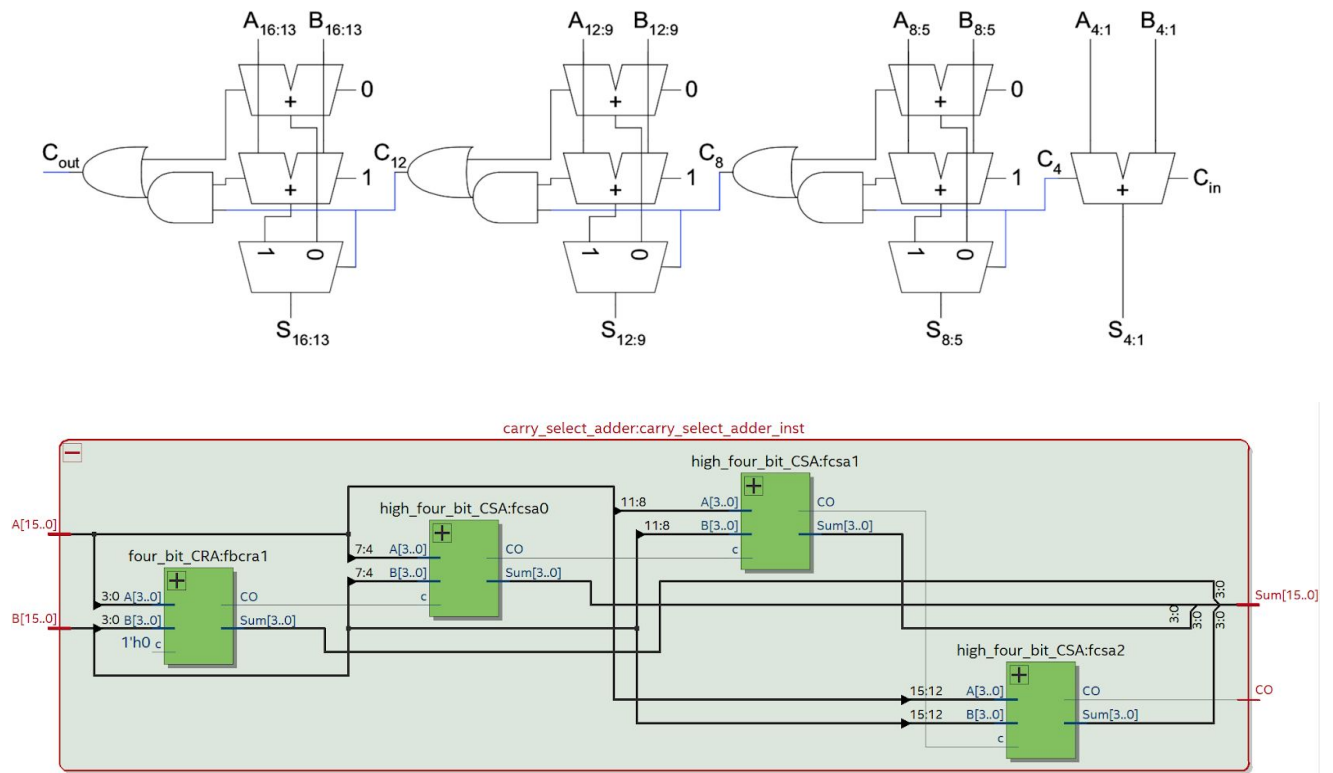 A16:13 B16:13 A12:9 B12:9 A8:5 B8:5 A4:1 B4:1
0 0 0
+ + +
Cout C12 C8 C4
1 1 1 Cin
+ + + +
1 0 1 0 1 0
S16:13 S12:9 S8:5 S4:1
carry_select_adder:carry_select_adder_inst
high_four_bit_CSA:fcsa1
11:8 A[3..0] CO
A[15..0] high_four_bit_CSA:fcsa0 11:8 B[3..0] Sum[3..0]
four_bit_CRA:fbcra1 7:4 A[3..0] CO c
7:4 B[3..0] Sum[3..0]
3:0 A[3..0] CO c 3:0 3:0 3:0 3:0 Sum[15..0]
B[15..0] 3:0 B[3..0] Sum[3..0]
1'h0 c
high_four_bit_CSA:fcsa2
15:12 A[3..0] CO CO
15:12 B[3..0] Sum[3..0]
c